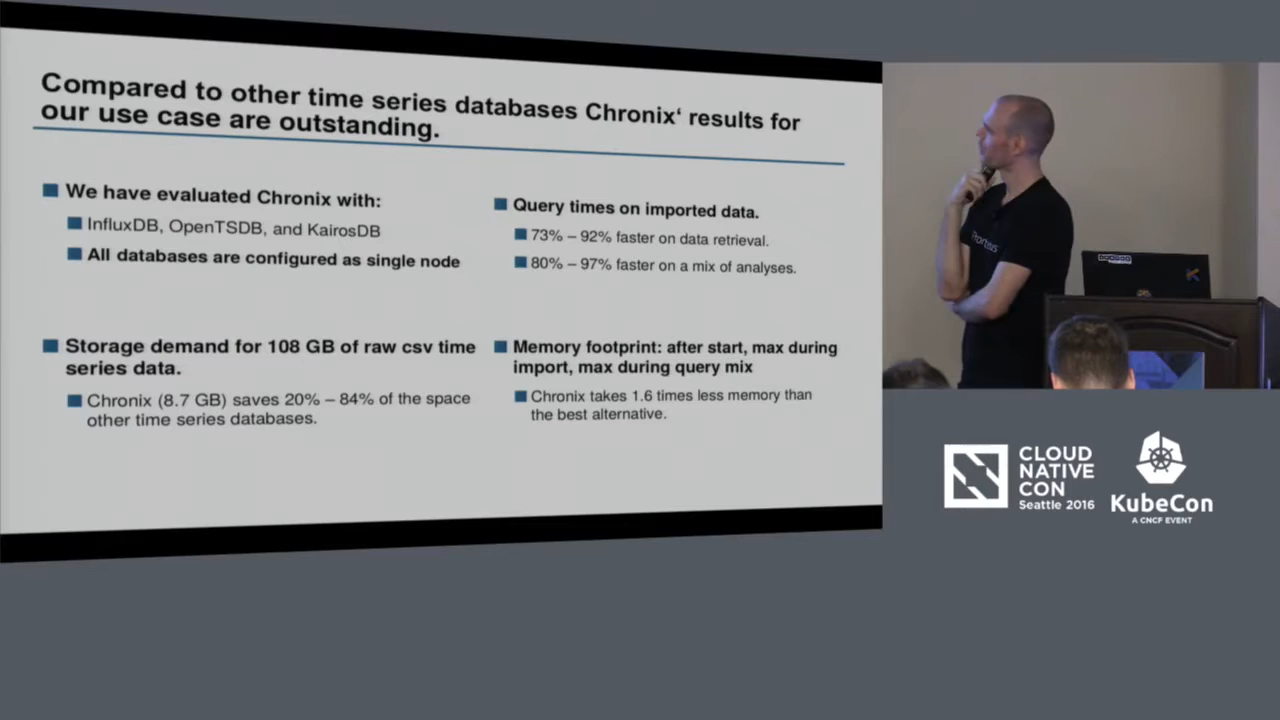 Compared to other time series databases Chronix‘ results for
our use case are outstanding.
We have evaluated Chronix with:
InfluxDB, OpenTSDB, and KairosDB
All databases are configured as single node
Storage demand for 108 GB of raw csv time
series data.
Chronix (8.7 GB) saves 20% – 84% of the space
other time series databases.
Query times on imported data.
73% – 92% faster on data retrieval.
80% – 97% faster on a mix of analyses.
Memory footprint: after start, max during
import, max during query mix
Chronix takes 1.6 times less memory than
the best alternative.
CLOUD
NATIVE
CON
Seattle 2016
KubeCon
A CNCF EVENT